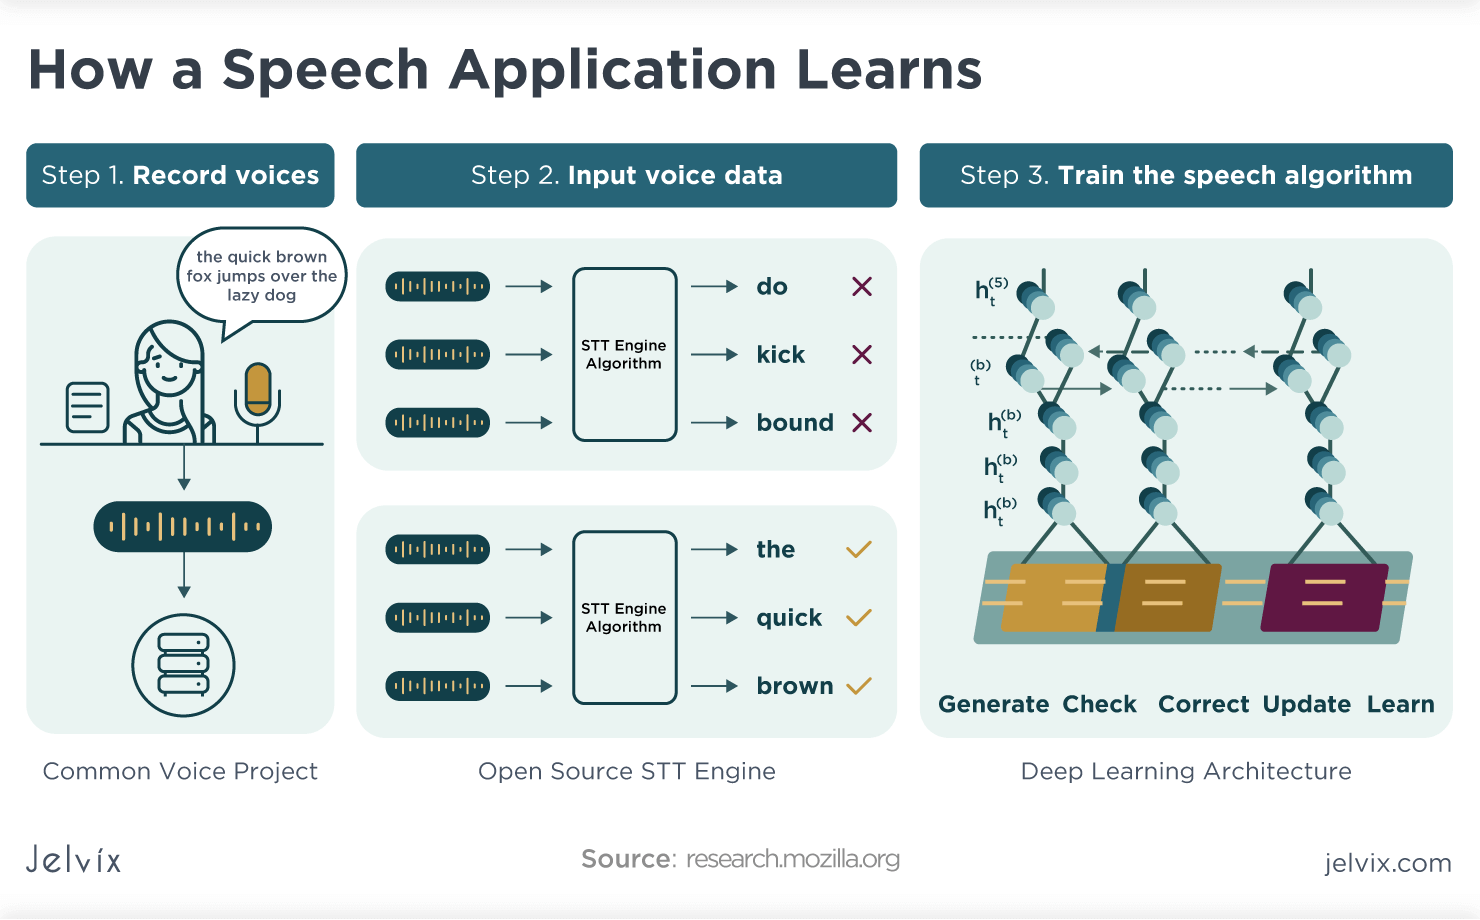 How a Speech Application Learns
Step 1. Record voices
the quick brown
fox jumps over the
lazy dog
Common Voice Project
Step 2. Input voice data
STT Engine
Algorithm
do
kick
bound
STT Engine
Algorithm
the
quick
brown
Open Source STT Engine
Step 3. Train the speech algorithm
h_t^(5)
_t^(b)
h_t^(b)
h_t^(b)
h_t^(b)
Generate Check Correct Update Learn
Deep Learning Architecture
Jelvíx
Source: research.mozilla.org
jelvix.com